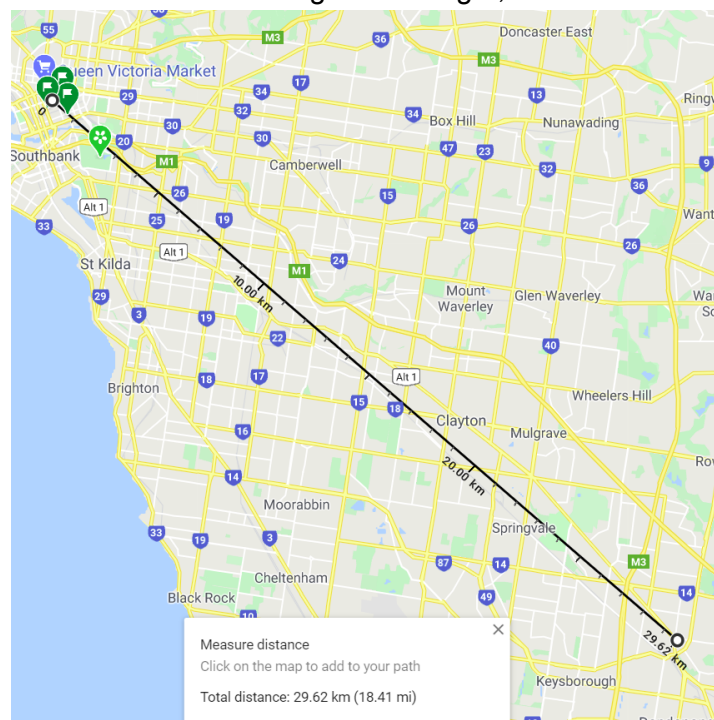 55
M3
36
Doncaster East
M3
Queen Victoria Market
17
34
29
13
32
34
Box Hill
Nunawading
30
20
30
47
23
Southbank
M1
Camberwell
32
9
36
26
15
Alt 1
25
19
26
33
Alt 1
26
24
St Kilda
M1
Mount
Waverley
Glen Waverley
29
10.00 km
3
19
22
40
Alt 1
18
17
Brighton
15
18
Wheelers Hill
Clayton
16
Mulgrave
14
20.00 km
Moorabbin
Springvale
33
19
3
M3
87
14
Cheltenham
14
Black Rock
49
10
29.62 km
Measure distance
Click on the map to add to your path
Total distance: 29.62 km (18.41 mi)
Keysborough
0